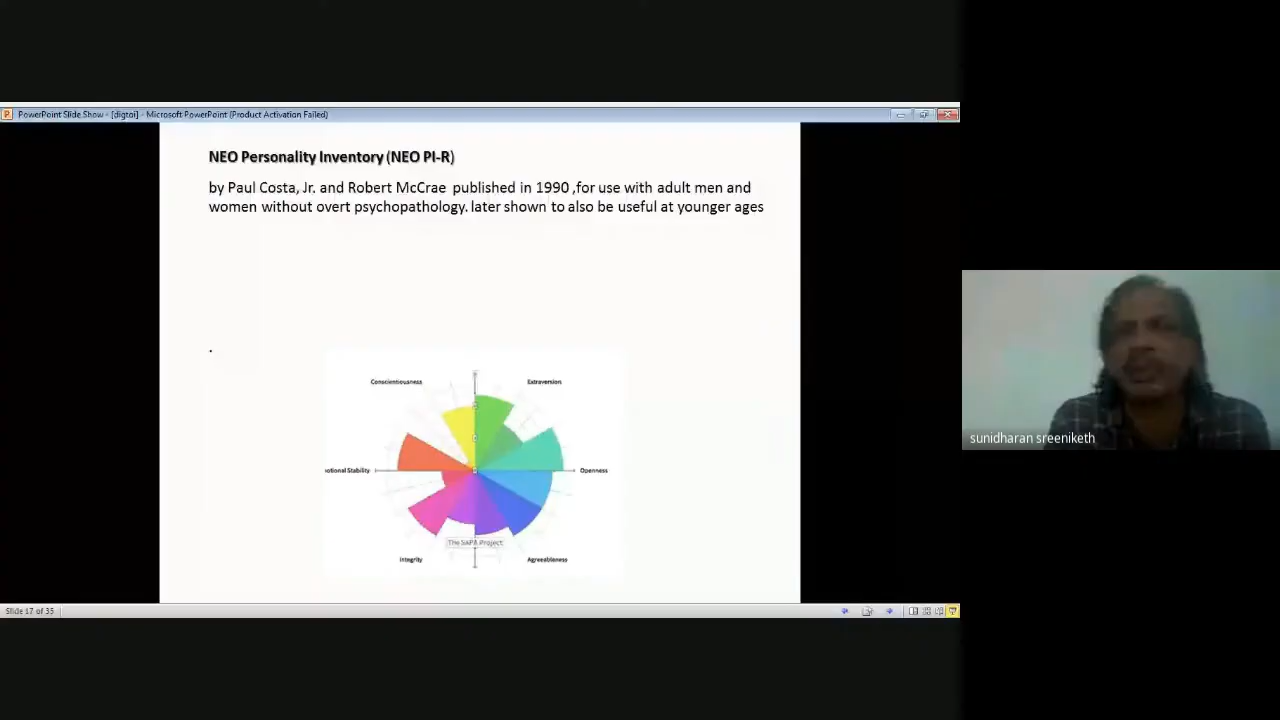 PowerPoint Slide Show - [digtoi] - Microsoft PowerPoint (Product Activation Failed)
NEO Personality Inventory (NEO PI-R)
by Paul Costa, Jr. and Robert McCrae published in 1990 ,for use with adult men and
women without overt psychopathology. later shown to also be useful at younger ages
.
Conscientiousness
Extraversion
otional Stability
Openness
The SAPA Project
Integrity
Agreeableness
sunidharan sreeniketh
Slide 17 of 35